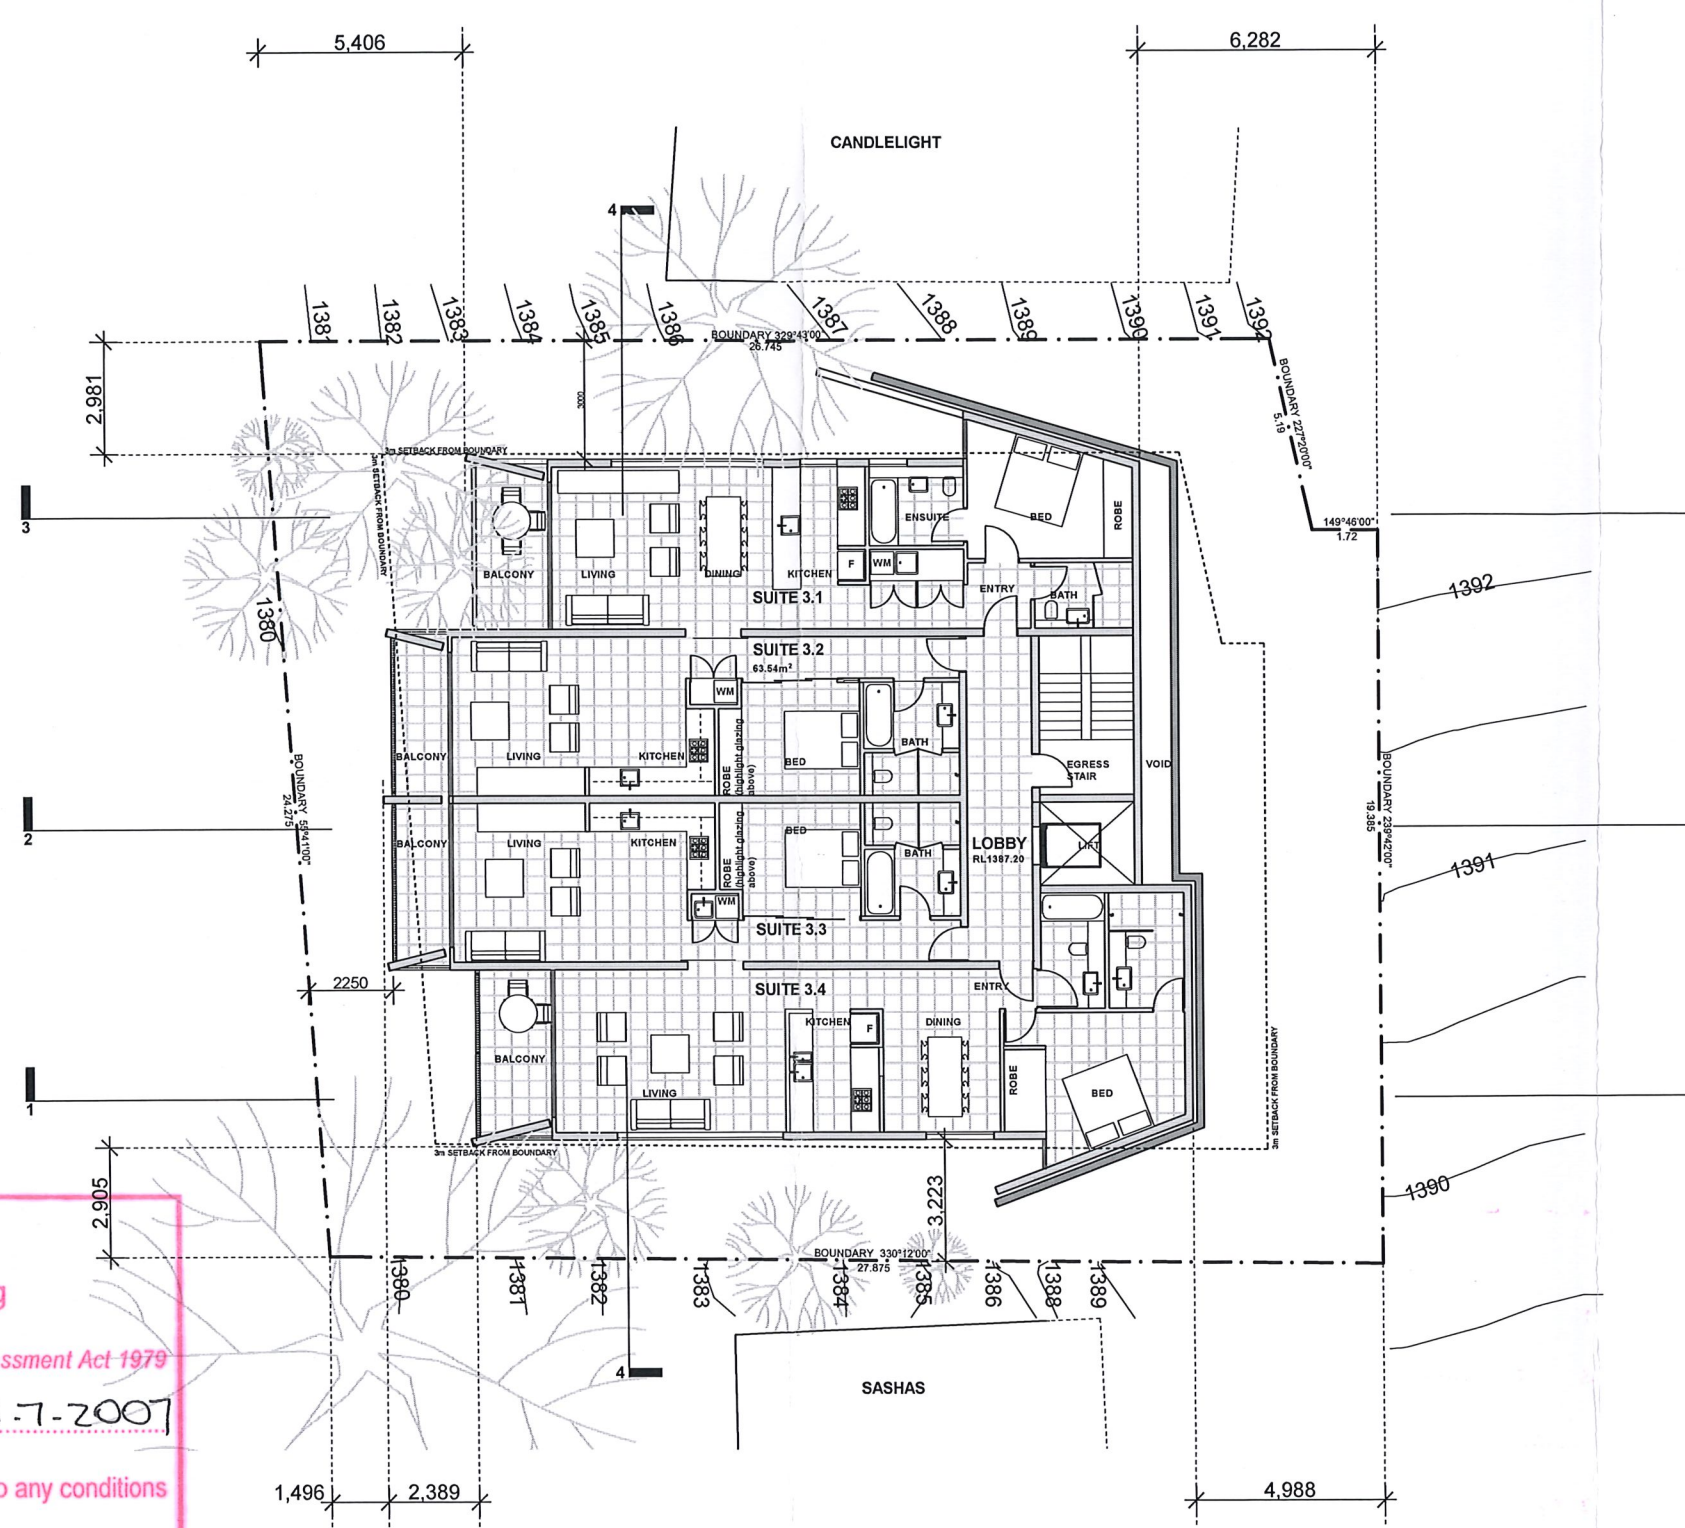 5,406
6,282
CANDLELIGHT
4
1381
1382
1383
1384
1385
1386
1387
1388
1389
1390
1391
1392
BOUNDARY 329°43'00"
26.745
2,981
3000
BOUNDARY 227°20'00"
5.19
3m SETBACK FROM BOUNDARY
3m SETBACK FROM BOUNDARY
3
149°46'00"
1.72
ENSUITE
BED
ROBE
BALCONY
LIVING
DINING
KITCHEN
F
WM
ENTRY
BATH
SUITE 3.1
1380
1392
SUITE 3.2
63.54m²
WM
BALCONY
LIVING
KITCHEN
ROBE
(highlight glazing
above)
BED
BATH
EGRESS
STAIR
VOID
BOUNDARY 55°41'00"
24.275
BOUNDARY 239°42'00"
19.385
2
BALCONY
LIVING
KITCHEN
ROBE
(highlight glazing
above)
BED
BATH
LOBBY
RL1387.20
LIFT
1391
WM
SUITE 3.3
2250
SUITE 3.4
ENTRY
KITCHEN
F
DINING
BALCONY
LIVING
ROBE
BED
1
3m SETBACK FROM BOUNDARY
3m SETBACK FROM BOUNDARY
2,905
3,223
1390
BOUNDARY 330°12'00"
27.875
1380
1381
1382
1383
1384
1385
1386
1388
1389
g
ssment Act 1979
.-7-2007
o any conditions
4
SASHAS
1,496
2,389
4,988